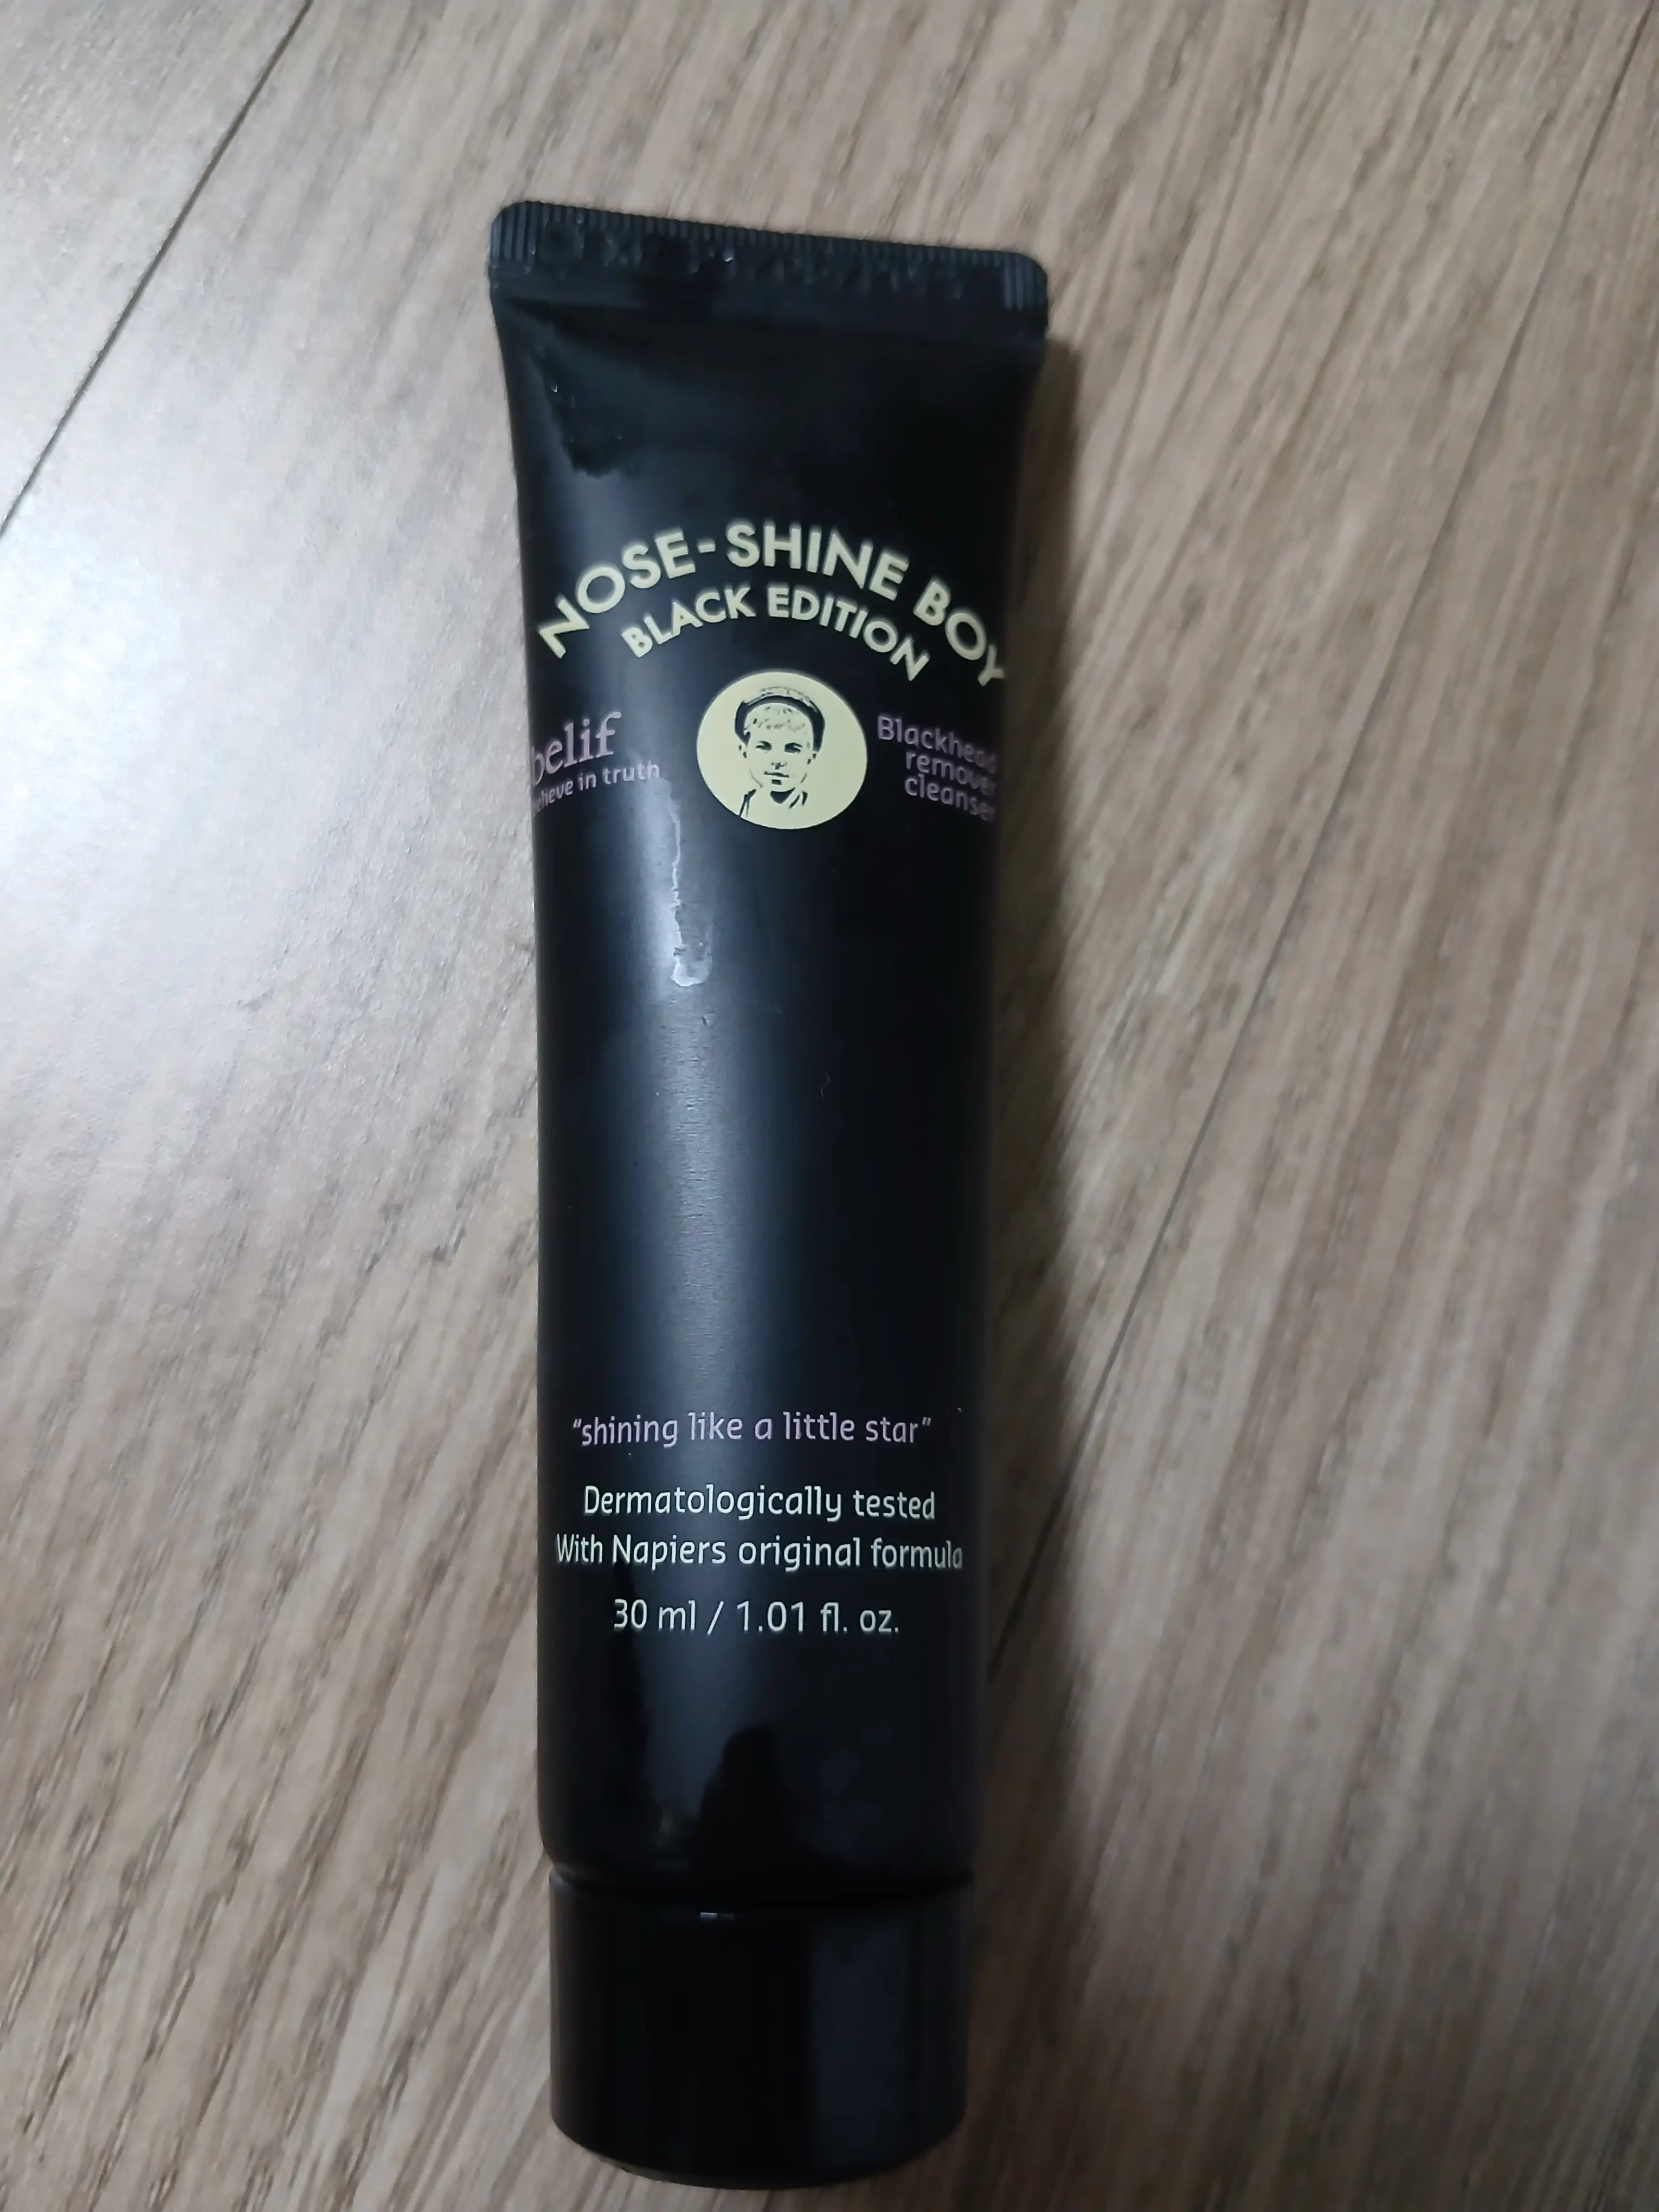 NOSE-SHINE BOY
BLACK EDITION
belif
believe in truth
Blackhead
remover
cleanser
“shining like a little star”
Dermatologically tested
With Napiers original formula
30 ml / 1.01 fl. oz.